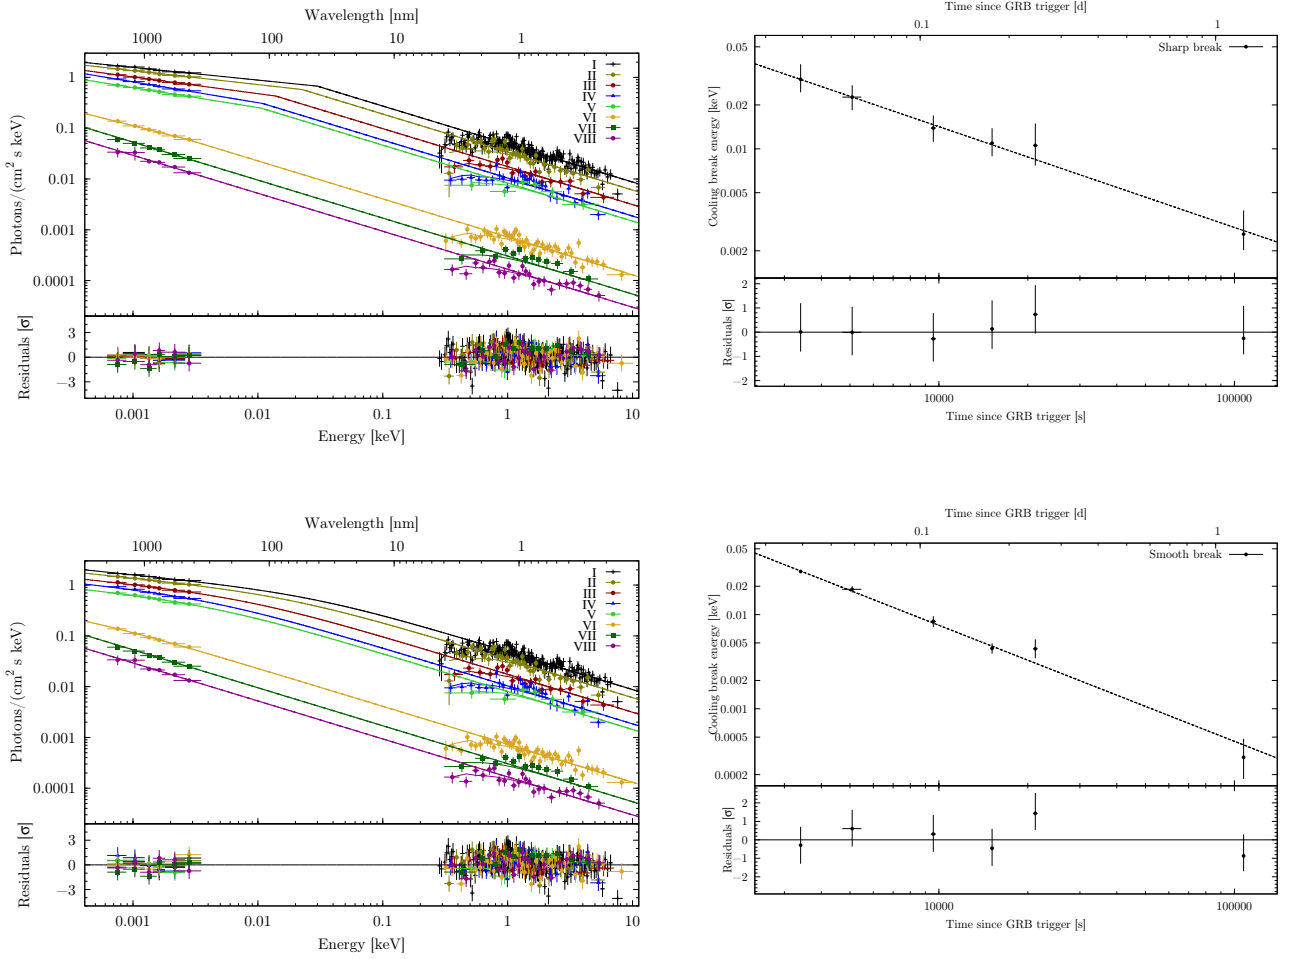 Wavelength [nm]
1000 100 10 1
Photons/(cm² s keV)
1
0.1
0.01
0.001
0.0001
I
II
III
IV
V
VI
VII
VIII
Residuals [σ]
3
0
−3
0.001 0.01 0.1 1 10
Energy [keV]
Time since GRB trigger [d]
0.1 1
Cooling break energy [keV]
0.05
0.02
0.01
0.005
0.002
Sharp break
Residuals [σ]
2
1
0
−1
−2
10000 100000
Time since GRB trigger [s]
Wavelength [nm]
1000 100 10 1
Photons/(cm² s keV)
1
0.1
0.01
0.001
0.0001
I
II
III
IV
V
VI
VII
VIII
Residuals [σ]
3
0
−3
0.001 0.01 0.1 1 10
Energy [keV]
Time since GRB trigger [d]
0.1 1
Cooling break energy [keV]
0.05
0.02
0.01
0.005
0.002
0.001
0.0005
0.0002
Smooth break
Residuals [σ]
2
1
0
−1
−2
10000 100000
Time since GRB trigger [s]